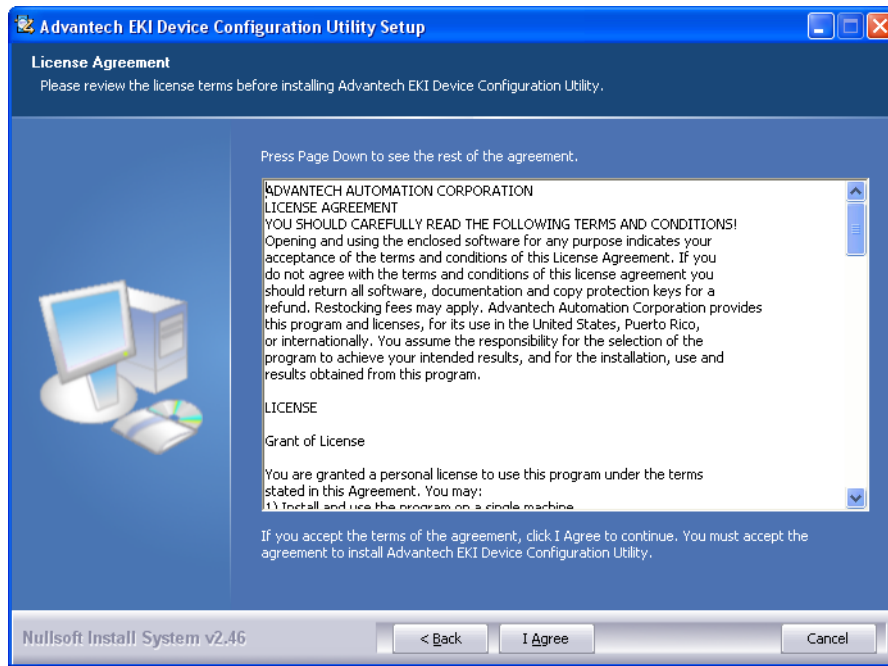 Advantech EKI Device Configuration Utility Setup
License Agreement
Please review the license terms before installing Advantech EKI Device Configuration Utility.
Press Page Down to see the rest of the agreement.
ADVANTECH AUTOMATION CORPORATION
LICENSE AGREEMENT
YOU SHOULD CAREFULLY READ THE FOLLOWING TERMS AND CONDITIONS!
Opening and using the enclosed software for any purpose indicates your
acceptance of the terms and conditions of this License Agreement. If you
do not agree with the terms and conditions of this license agreement you
should return all software, documentation and copy protection keys for a
refund. Restocking fees may apply. Advantech Automation Corporation provides
this program and licenses, for its use in the United States, Puerto Rico,
or internationally. You assume the responsibility for the selection of the
program to achieve your intended results, and for the installation, use and
results obtained from this program.
LICENSE
Grant of License
You are granted a personal license to use this program under the terms
stated in this Agreement. You may:
1) Install and use the program on a single machine
If you accept the terms of the agreement, click I Agree to continue. You must accept the
agreement to install Advantech EKI Device Configuration Utility.
Nullsoft Install System v2.46
< Back
I Agree
Cancel